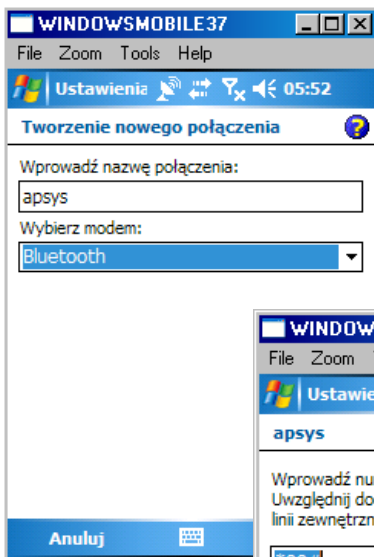 WINDOWSMOBILE37
File Zoom Tools Help
Ustawienia 05:52
Tworzenie nowego połączenia
Wprowadź nazwę połączenia:
apsys
Wybierz modem:
Bluetooth
Anuluj
WINDOW
File Zoom
Ustawie
apsys
Wprowadź nu
Uwzględnij do
linii zewnętrzn